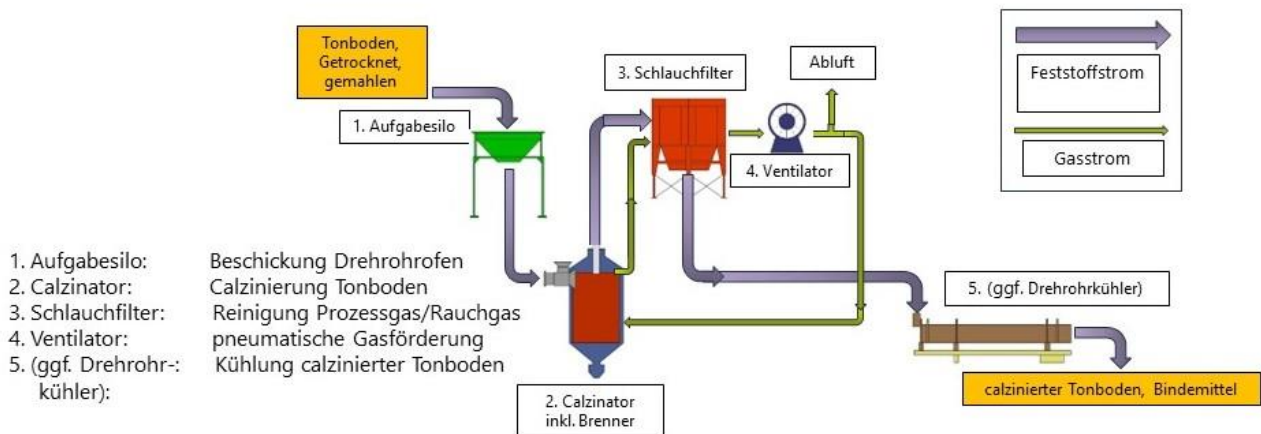 Tonboden,
Getrocknet,
gemahlen
1. Aufgabesilo
3. Schlauchfilter
Abluft
4. Ventilator
Feststoffstrom
Gasstrom
1. Aufgabesilo: Beschickung Drehrohrofen
2. Calzinator: Calzinierung Tonboden
3. Schlauchfilter: Reinigung Prozessgas/Rauchgas
4. Ventilator: pneumatische Gasförderung
5. (ggf. Drehrohr-: Kühlung calzinierter Tonboden
kühler):
2. Calzinator
inkl. Brenner
5. (ggf. Drehrohrkühler)
calzinierter Tonboden, Bindemittel